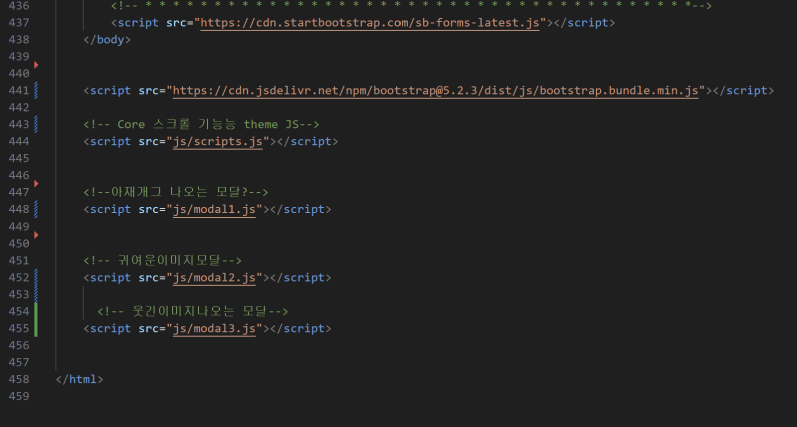 436 <!-- * * * * * * * * * * * * * * * * * * * * * * * * * * * * * * * * * * * * * * * *-->
437 <script src="https://cdn.startbootstrap.com/sb-forms-latest.js"></script>
438 </body>
439
440
441 <script src="https://cdn.jsdelivr.net/npm/bootstrap@5.2.3/dist/js/bootstrap.bundle.min.js"></script>
442
443 <!-- Core 스크롤 기능능 theme JS-->
444 <script src="js/scripts.js"></script>
445
446
447 <!--아재개그 나오는 모달?-->
448 <script src="js/modal1.js"></script>
449
450
451 <!-- 귀여운이미지모달-->
452 <script src="js/modal2.js"></script>
453
454 <!-- 웃긴이미지나오는 모달-->
455 <script src="js/modal3.js"></script>
456
457
458 </html>
459